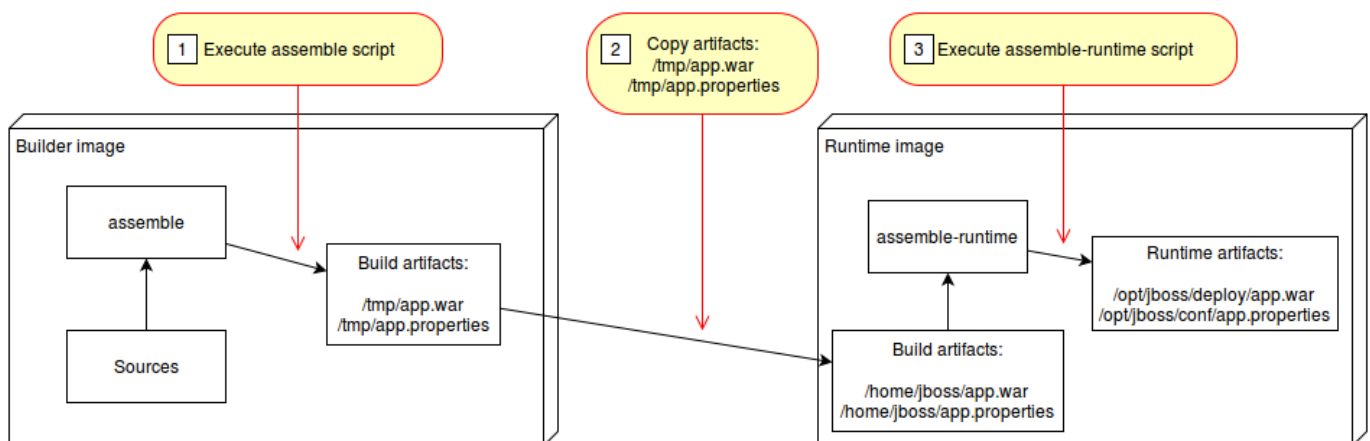 1 Execute assemble script
2 Copy artifacts:
/tmp/app.war
/tmp/app.properties
3 Execute assemble-runtime script
Builder image
assemble
Sources
Build artifacts:
/tmp/app.war
/tmp/app.properties
Runtime image
assemble-runtime
Build artifacts:
/home/jboss/app.war
/home/jboss/app.properties
Runtime artifacts:
/opt/jboss/deploy/app.war
/opt/jboss/conf/app.properties